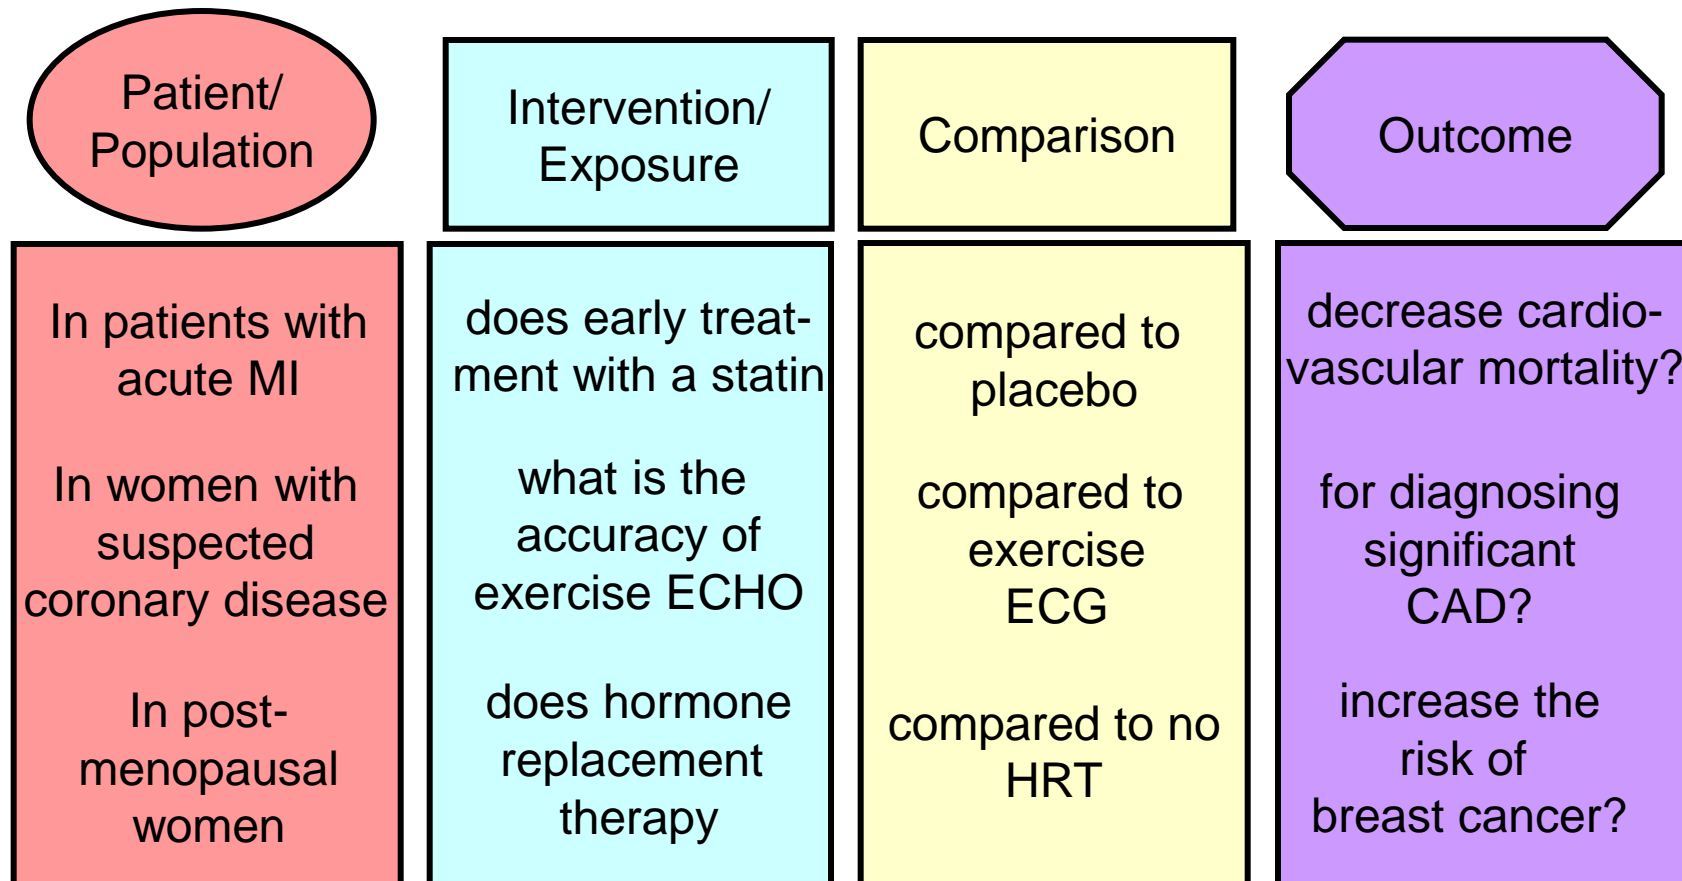 Patient/
Population
Intervention/
Exposure
Comparison
Outcome
In patients with
acute MI
does early treat-
ment with a statin
compared to
placebo
decrease cardio-
vascular mortality?
In women with
suspected
coronary disease
what is the
accuracy of
exercise ECHO
compared to
exercise
ECG
for diagnosing
significant
CAD?
In post-
menopausal
women
does hormone
replacement
therapy
compared to no
HRT
increase the
risk of
breast cancer?